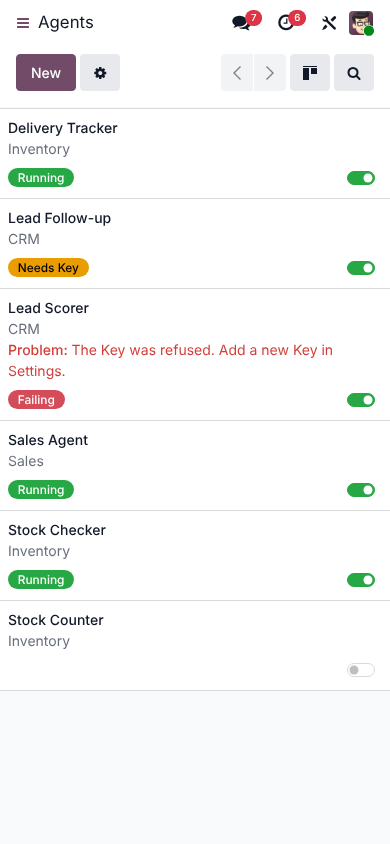 Agents
7
6
New
Delivery Tracker
Inventory
Running
Lead Follow-up
CRM
Needs Key
Lead Scorer
CRM
Problem: The Key was refused. Add a new Key in
Settings.
Failing
Sales Agent
Sales
Running
Stock Checker
Inventory
Running
Stock Counter
Inventory